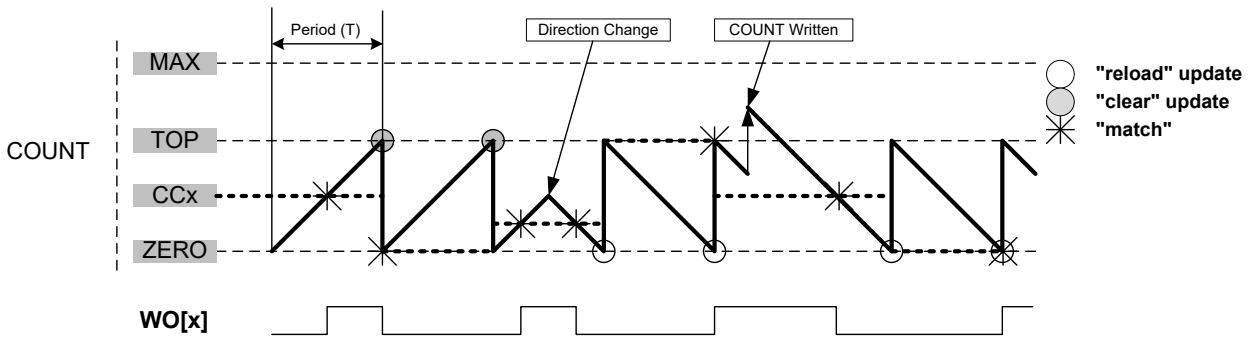 Period (T)
Direction Change
COUNT Written
MAX
"reload" update
"clear" update
TOP
"match"
COUNT
CCx
ZERO
WO[x]